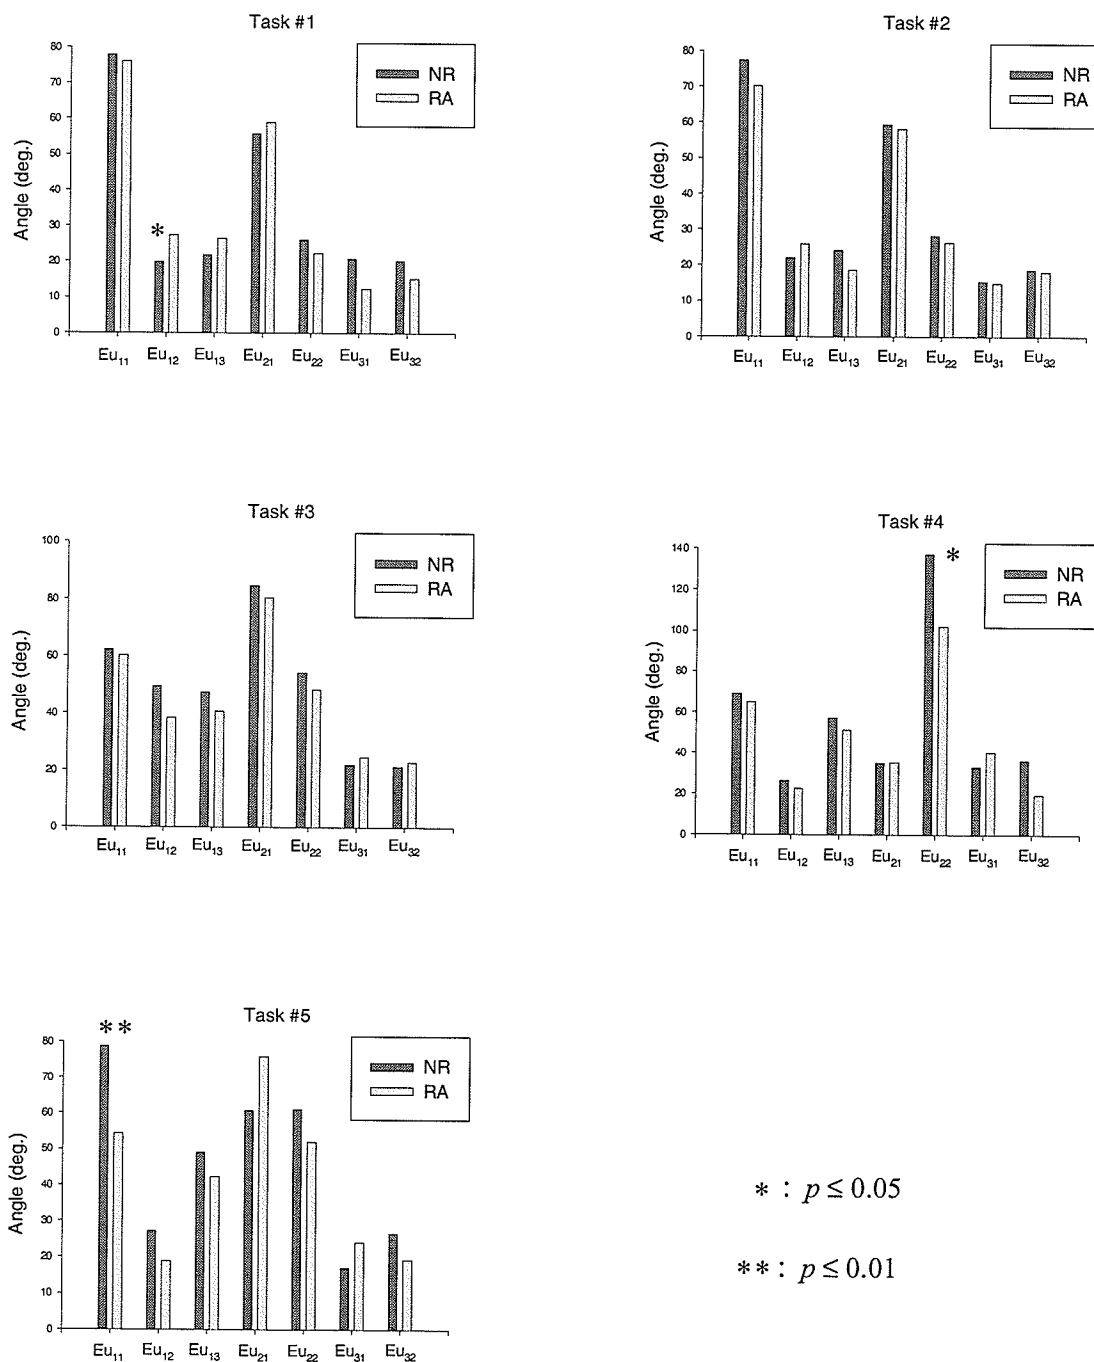 Task #1
NR
RA
Angle (deg.)
80
70
60
50
40
30
20
10
0
*
Eu11 Eu12 Eu13 Eu21 Eu22 Eu31 Eu32
Task #2
NR
RA
Angle (deg.)
80
70
60
50
40
30
20
10
0
Eu11 Eu12 Eu13 Eu21 Eu22 Eu31 Eu32
Task #3
NR
RA
Angle (deg.)
100
80
60
40
20
0
Eu11 Eu12 Eu13 Eu21 Eu22 Eu31 Eu32
Task #4
NR
RA
Angle (deg.)
140
120
100
80
60
40
20
0
*
Eu11 Eu12 Eu13 Eu21 Eu22 Eu31 Eu32
Task #5
**
NR
RA
Angle (deg.)
80
70
60
50
40
30
20
10
0
Eu11 Eu12 Eu13 Eu21 Eu22 Eu31 Eu32
* : p ≤ 0.05
** : p ≤ 0.01